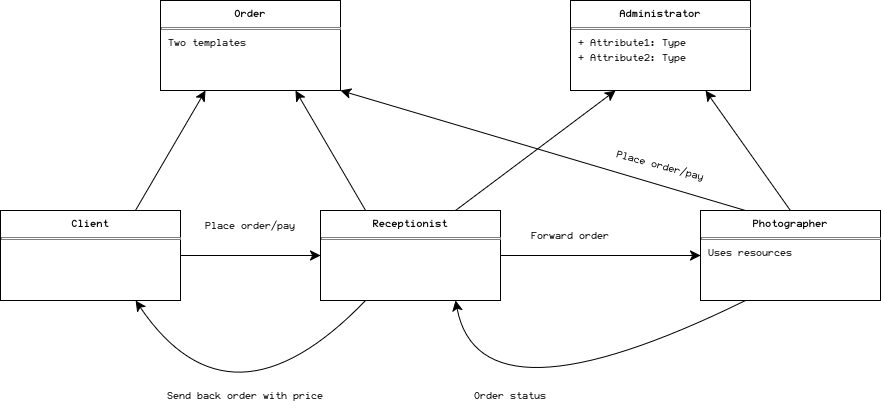 Order
Two templates
Administrator
+ Attribute1: Type
+ Attribute2: Type
Place order/pay
Client
Place order/pay
Receptionist
Forward order
Photographer
Uses resources
Send back order with price
Order status